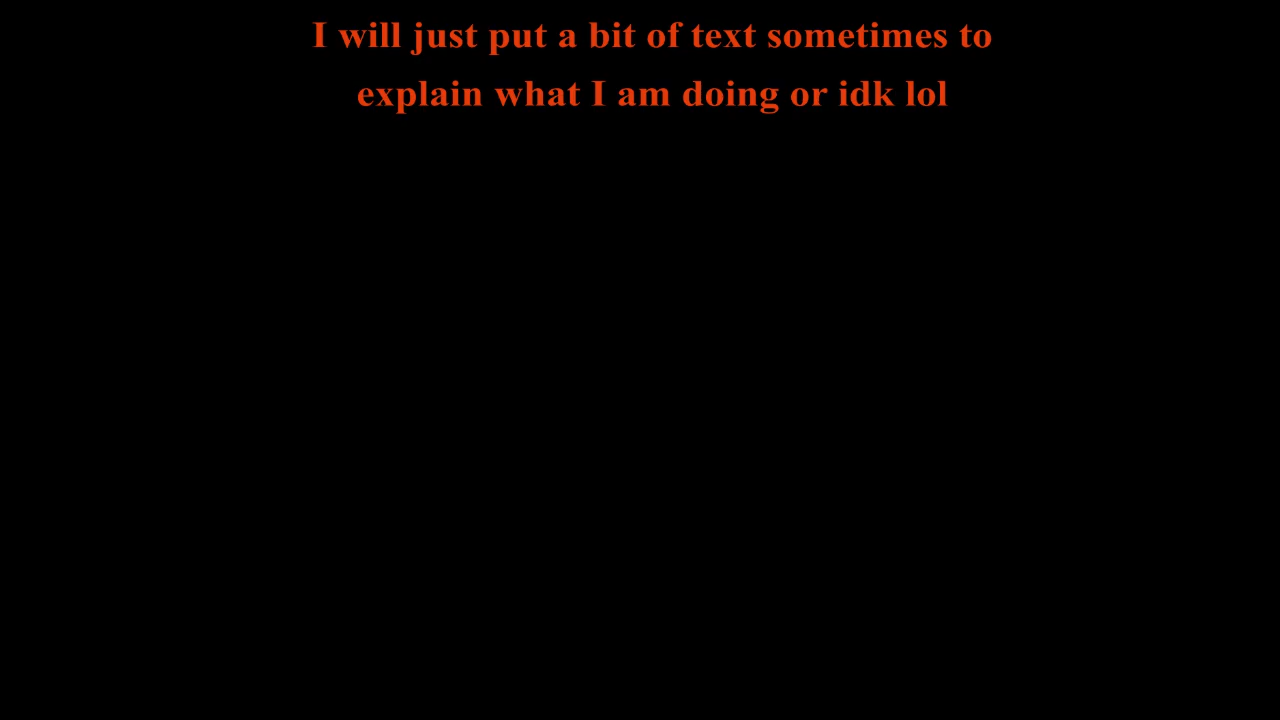 I will just put a bit of text sometimes to
explain what I am doing or idk lol